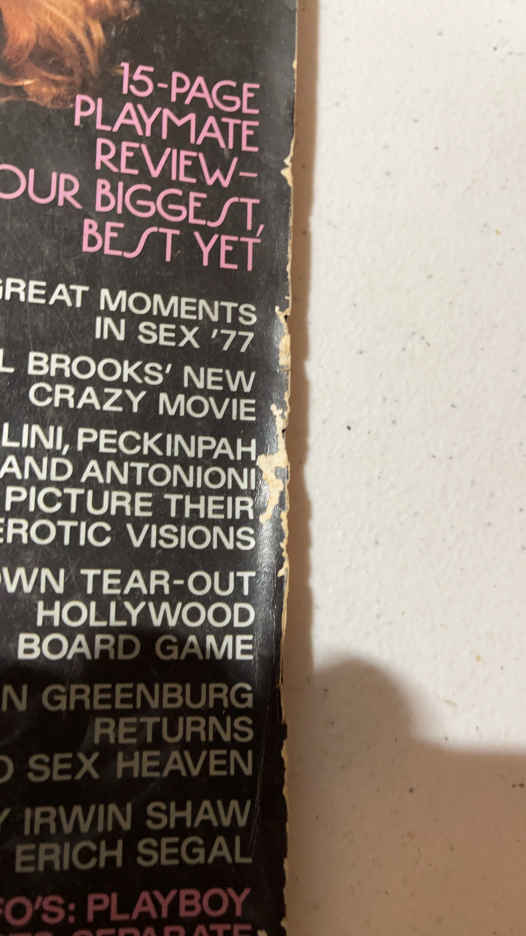 15-PAGE
PLAYMATE
REVIEW–
OUR BIGGEST,
BEST YET
GREAT MOMENTS
IN SEX '77
L BROOKS' NEW
CRAZY MOVIE
LINI, PECKINPAH
AND ANTONIONI
PICTURE THEIR
EROTIC VISIONS
OWN TEAR-OUT
HOLLYWOOD
BOARD GAME
N GREENBURG
RETURNS
O SEX HEAVEN
Y IRWIN SHAW
ERICH SEGAL
FO'S: PLAYBOY
SEPARATE